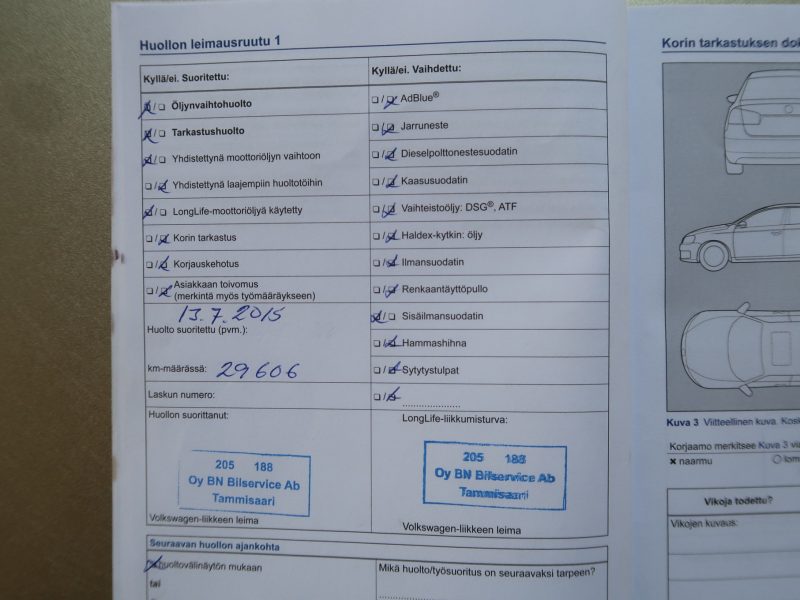 Huollon leimausruutu 1
Kyllä/ei. Suoritettu:
Öljynvaihtohuolto
Tarkastushuolto
Yhdistettynä moottoriöljyn vaihtoon
Yhdistettynä laajempiin huoltotöihin
LongLife-moottoriöljyä käytetty
Korin tarkastus
Korjauskehotus
Asiakkaan toivomus
(merkintä myös työmääräykseen)
13.7.2015
Huolto suoritettu (pvm.):
km-määrässä: 29606
Laskun numero:
Huollon suorittanut:
205 188
Oy BN Bilservice Ab
Tammisaari
Volkswagen-liikkeen leima
Kyllä/ei. Vaihdettu:
AdBlue®
Jarruneste
Dieselpolttonestesuodatin
Kaasusuodatin
Vaihteistoöljy: DSG®, ATF
Haldex-kytkin: öljy
Ilmansuodatin
Renkaantäyttöpullo
Sisäilmansuodatin
Hammashihna
Sytytystulpat
LongLife-liikkumisturva:
205 188
Oy BN Bilservice Ab
Tammisaari
Volkswagen-liikkeen leima
Seuraavan huollon ajankohta
huoltovälinäytön mukaan
tai
Mikä huolto/työsuoritus on seuraavaksi tarpeen?
Korin tarkastuksen
Kuva 3 Viitteellinen kuva.
Korjaamo merkitsee Kuva 3
naarmu
Vikoja todettu?
Vikojen kuvaus: